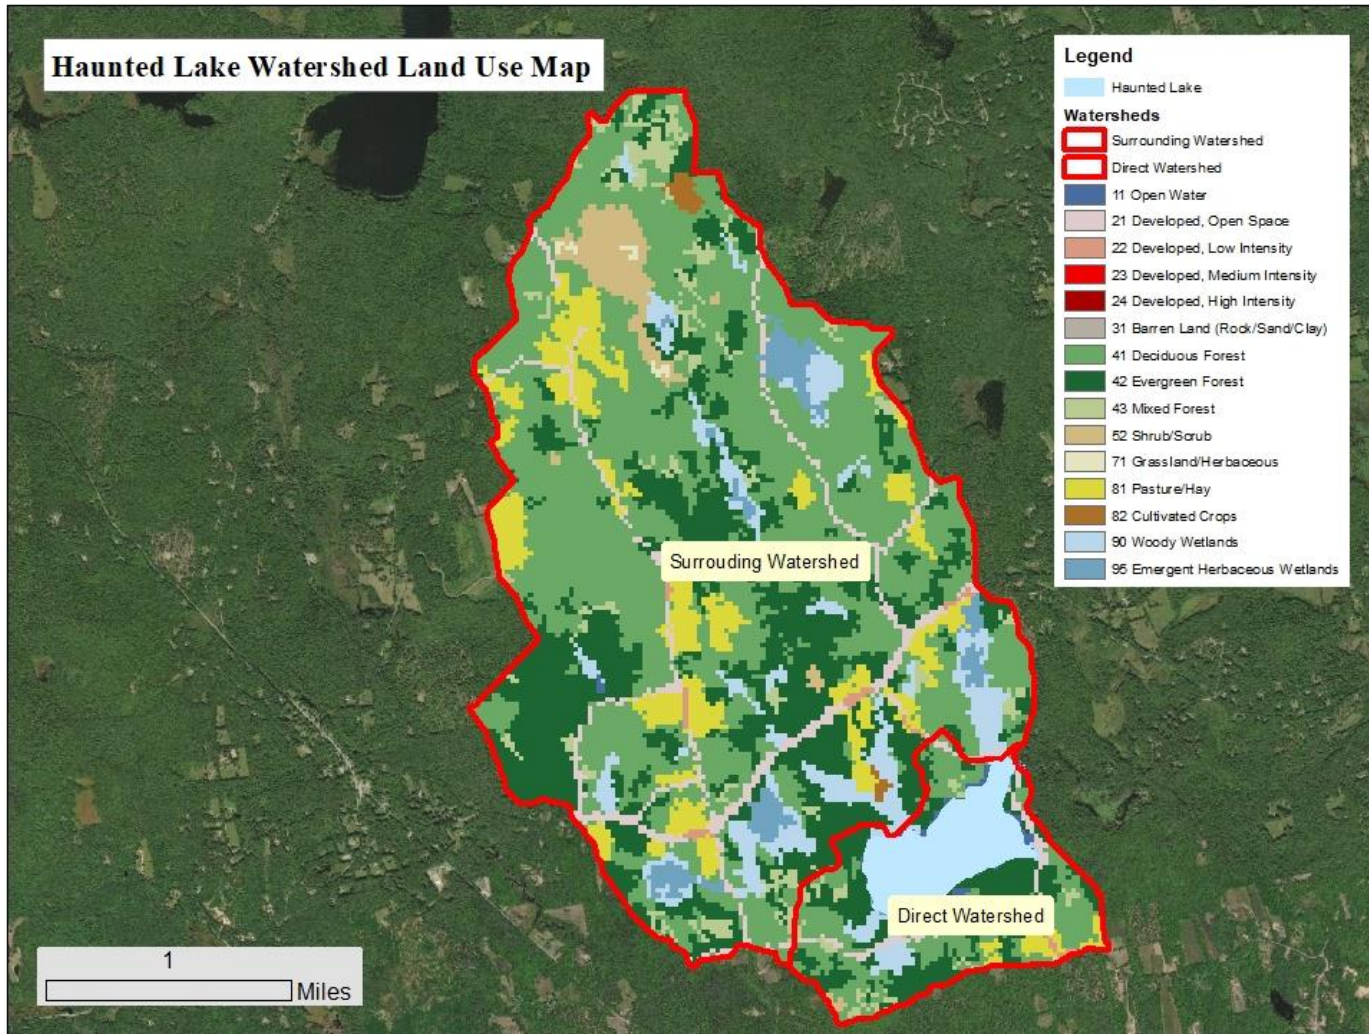 Haunted Lake Watershed Land Use Map
Legend
Haunted Lake
Watersheds
Surrounding Watershed
Direct Watershed
11 Open Water
21 Developed, Open Space
22 Developed, Low Intensity
23 Developed, Medium Intensity
24 Developed, High Intensity
31 Barren Land (Rock/Sand/Clay)
41 Deciduous Forest
42 Evergreen Forest
43 Mixed Forest
52 Shrub/Scrub
71 Grassland/Herbaceous
81 Pasture/Hay
82 Cultivated Crops
90 Woody Wetlands
95 Emergent Herbaceous Wetlands
Surrouding Watershed
Direct Watershed
1
Miles